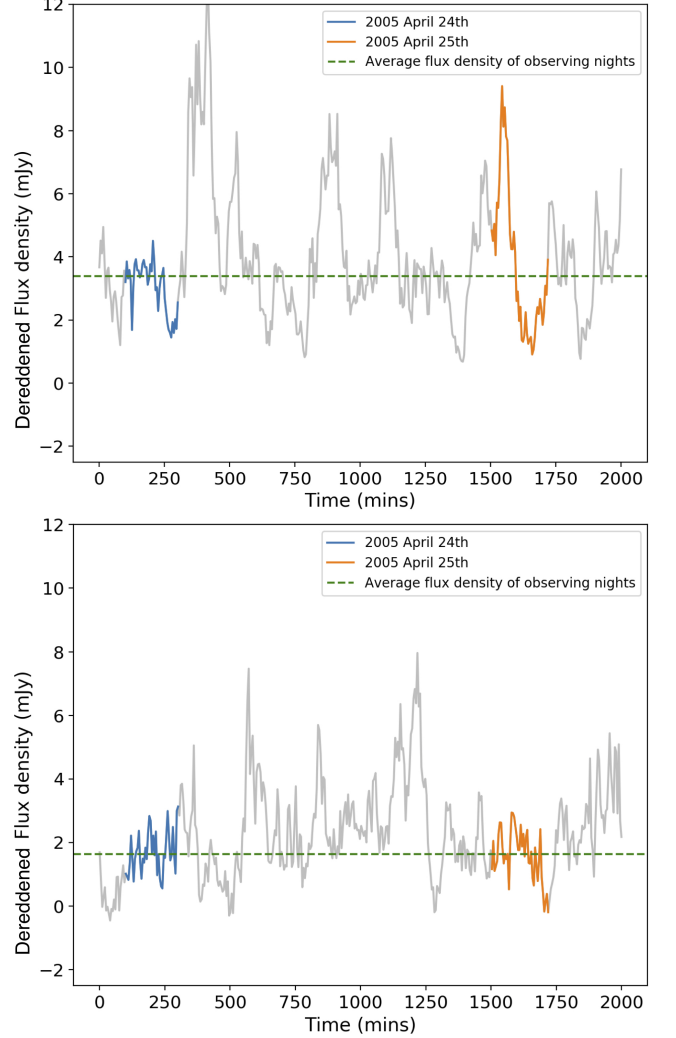 12
10
8
6
4
2
0
−2
Dereddened Flux density (mJy)
2005 April 24th
2005 April 25th
Average flux density of observing nights
0 250 500 750 1000 1250 1500 1750 2000
Time (mins)
12
10
8
6
4
2
0
−2
Dereddened Flux density (mJy)
2005 April 24th
2005 April 25th
Average flux density of observing nights
0 250 500 750 1000 1250 1500 1750 2000
Time (mins)